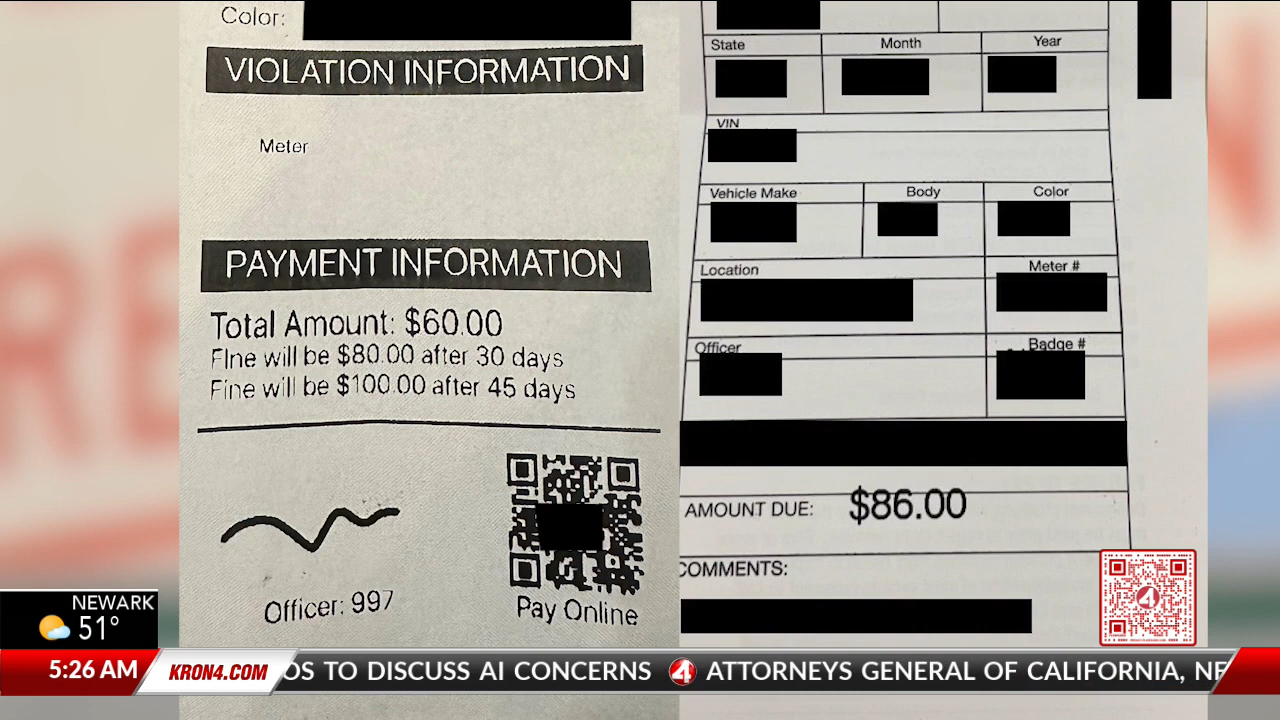 Color:
VIOLATION INFORMATION
Meter
PAYMENT INFORMATION
Total Amount: $60.00
Fine will be $80.00 after 30 days
Fine will be $100.00 after 45 days
Officer: 997
Pay Online
State Month Year
VIN
Vehicle Make Body Color
Location Meter #
Officer Badge #
AMOUNT DUE: $86.00
COMMENTS:
4
NEWARK
51°
5:26 AM
KRON4.COM
OS TO DISCUSS AI CONCERNS 4 ATTORNEYS GENERAL OF CALIFORNIA,